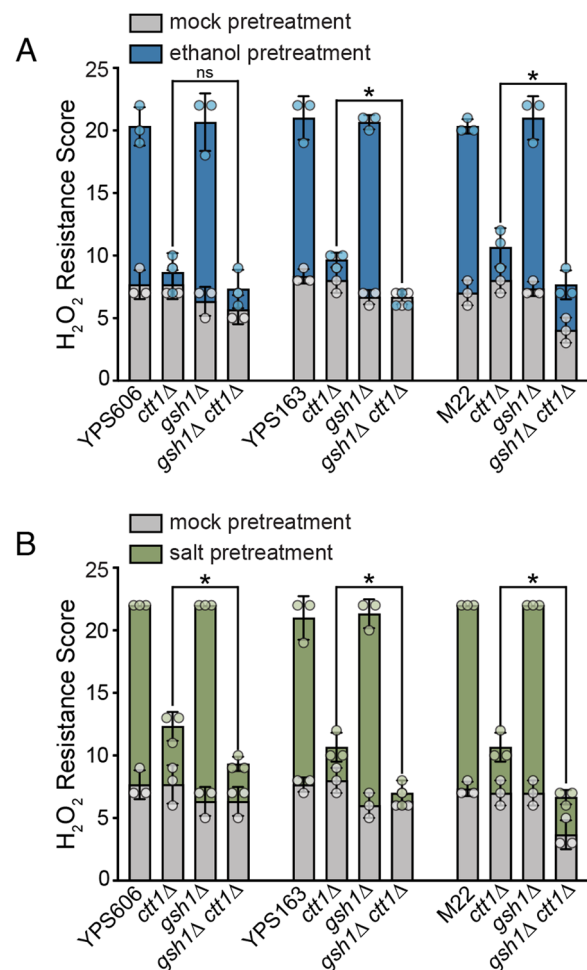 A
mock pretreatment
ethanol pretreatment
H₂O₂ Resistance Score
25
20
15
10
5
0
ns
*
*
YPS606
ctt1Δ
gsh1Δ
gsh1Δ ctt1Δ
YPS163
ctt1Δ
gsh1Δ
gsh1Δ ctt1Δ
M22
ctt1Δ
gsh1Δ
gsh1Δ ctt1Δ
B
mock pretreatment
salt pretreatment
H₂O₂ Resistance Score
25
20
15
10
5
0
*
*
*
YPS606
ctt1Δ
gsh1Δ
gsh1Δ ctt1Δ
YPS163
ctt1Δ
gsh1Δ
gsh1Δ ctt1Δ
M22
ctt1Δ
gsh1Δ
gsh1Δ ctt1Δ